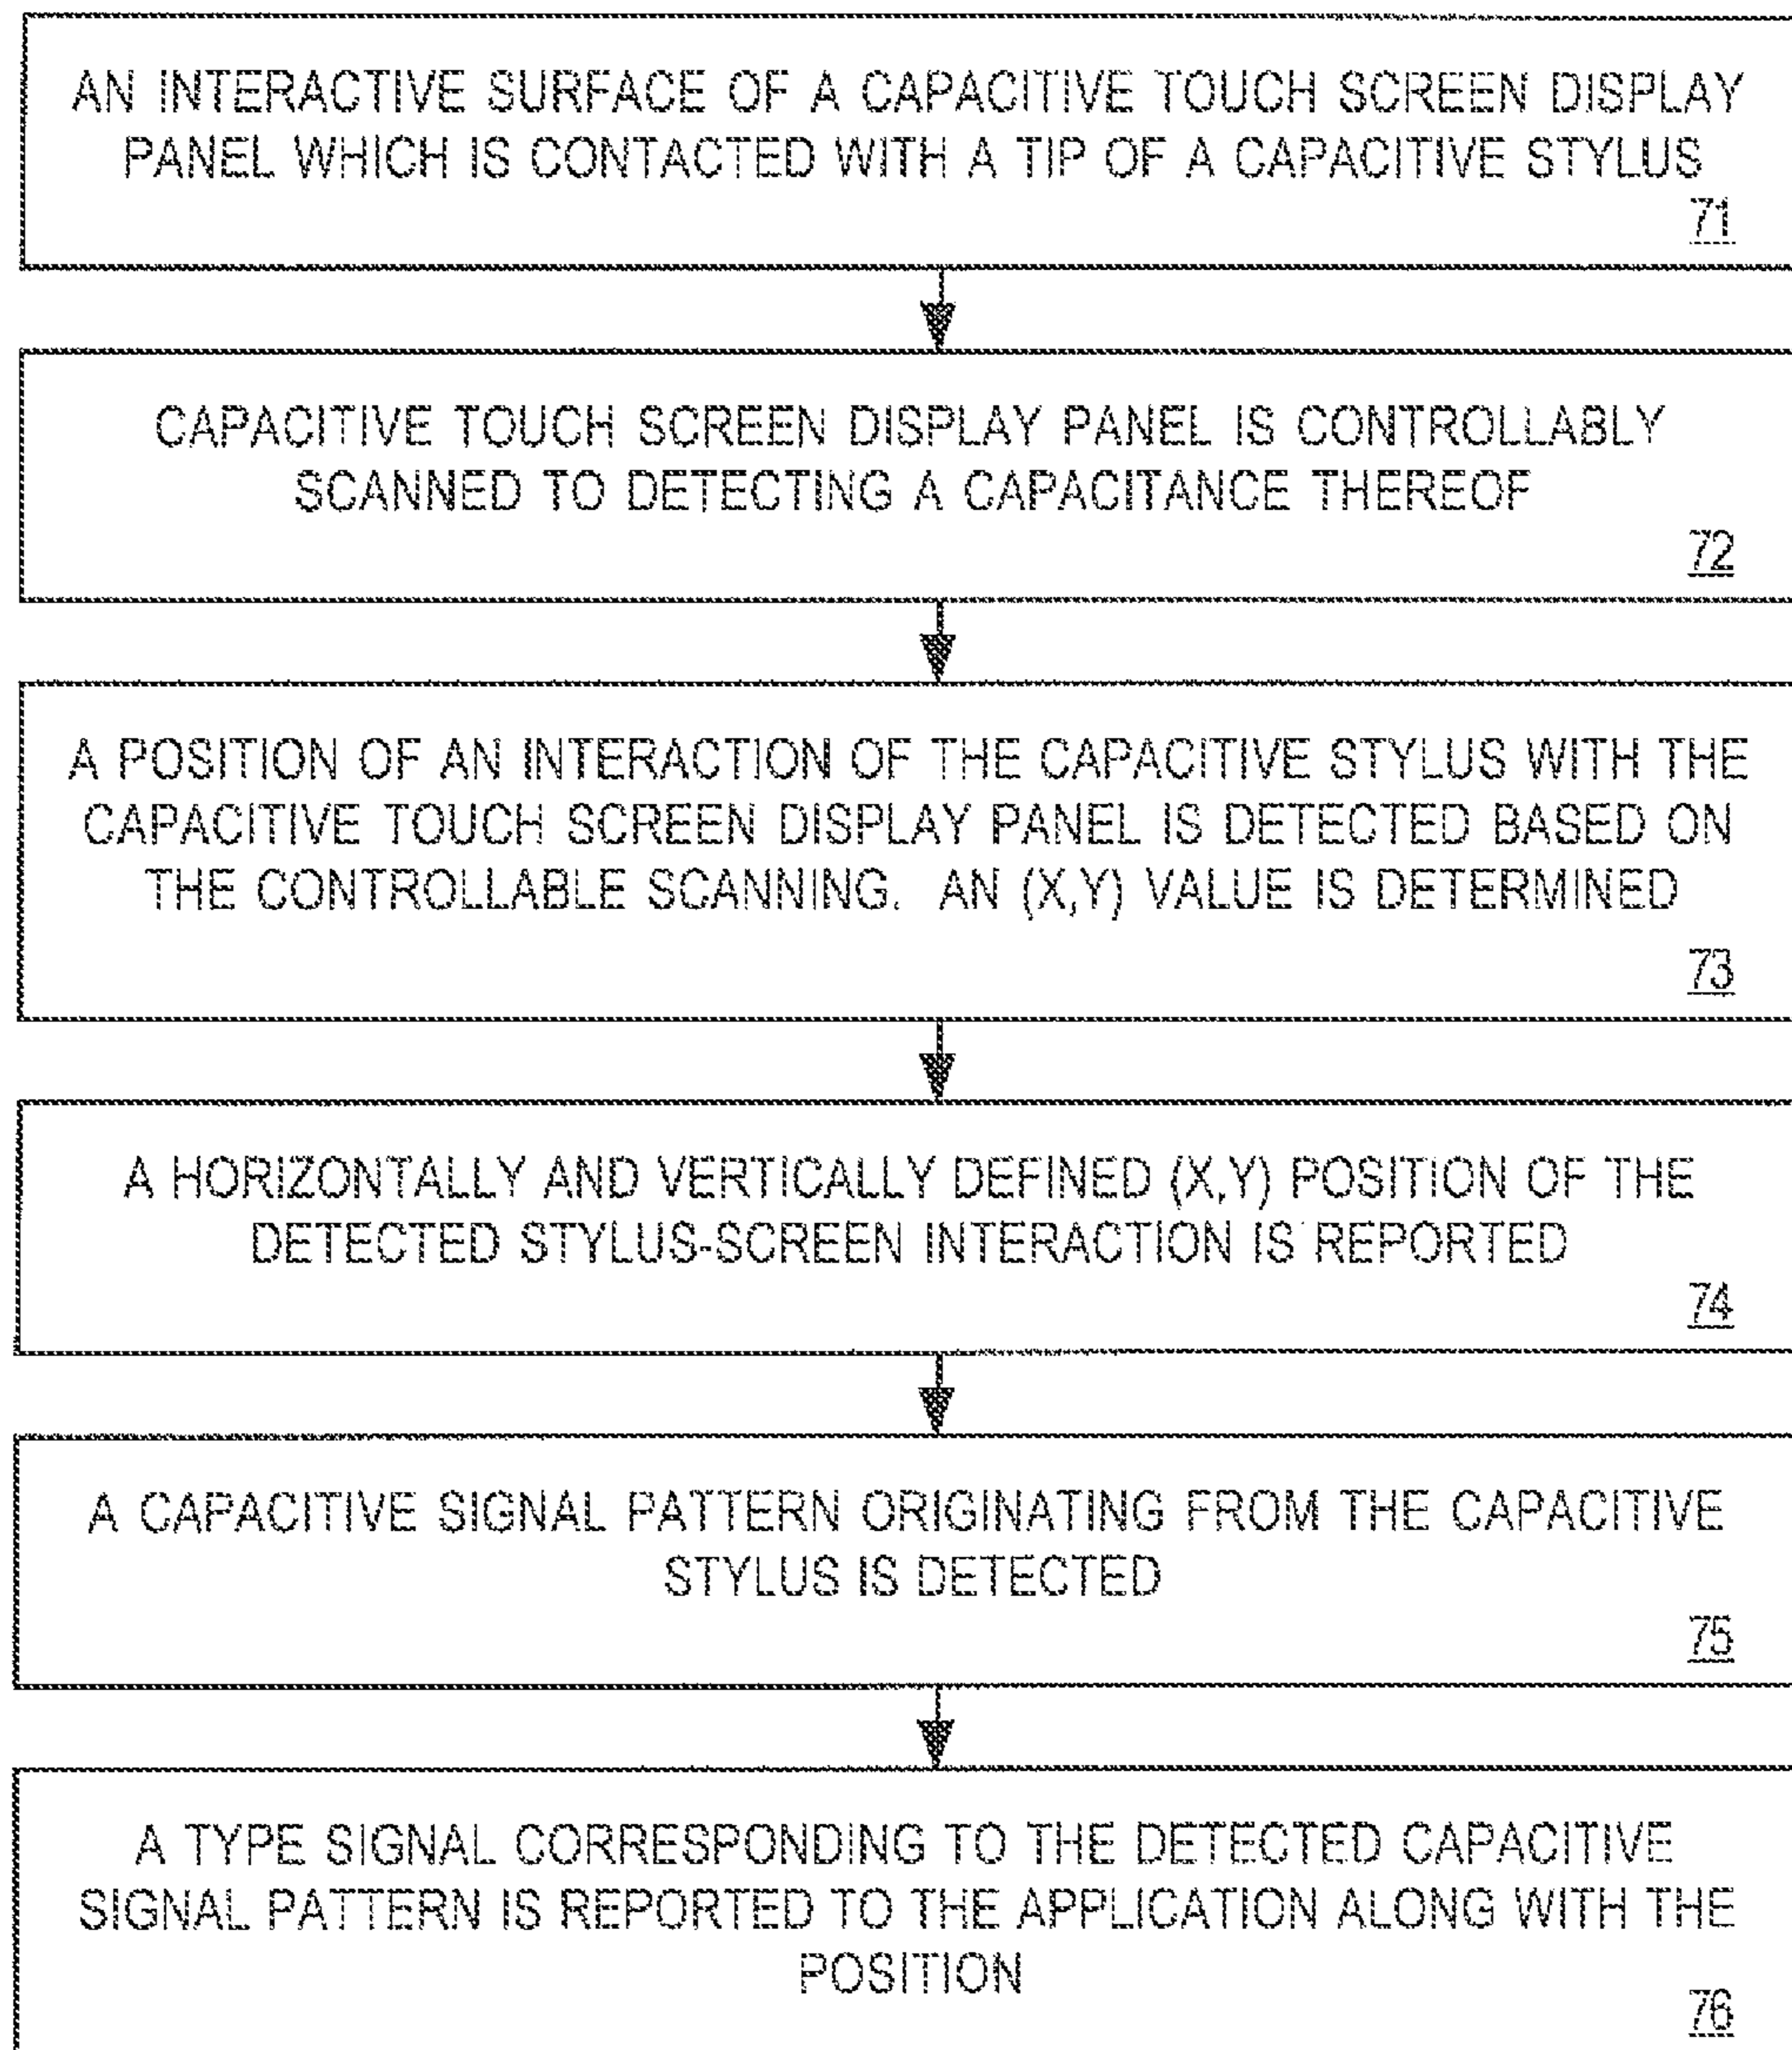 AN INTERACTIVE SURFACE OF A CAPACITIVE TOUCH SCREEN DISPLAY
PANEL WHICH IS CONTACTED WITH A TIP OF A CAPACITIVE STYLUS
71
CAPACITIVE TOUCH SCREEN DISPLAY PANEL IS CONTROLLABLY
SCANNED TO DETECTING A CAPACITANCE THEREOF
72
A POSITION OF AN INTERACTION OF THE CAPACITIVE STYLUS WITH THE
CAPACITIVE TOUCH SCREEN DISPLAY PANEL IS DETECTED BASED ON
THE CONTROLLABLE SCANNING. AN (X,Y) VALUE IS DETERMINED
73
A HORIZONTALLY AND VERTICALLY DEFINED (X,Y) POSITION OF THE
DETECTED STYLUS-SCREEN INTERACTION IS REPORTED
74
A CAPACITIVE SIGNAL PATTERN ORIGINATING FROM THE CAPACITIVE
STYLUS IS DETECTED
75
A TYPE SIGNAL CORRESPONDING TO THE DETECTED CAPACITIVE
SIGNAL PATTERN IS REPORTED TO THE APPLICATION ALONG WITH THE
POSITION
76